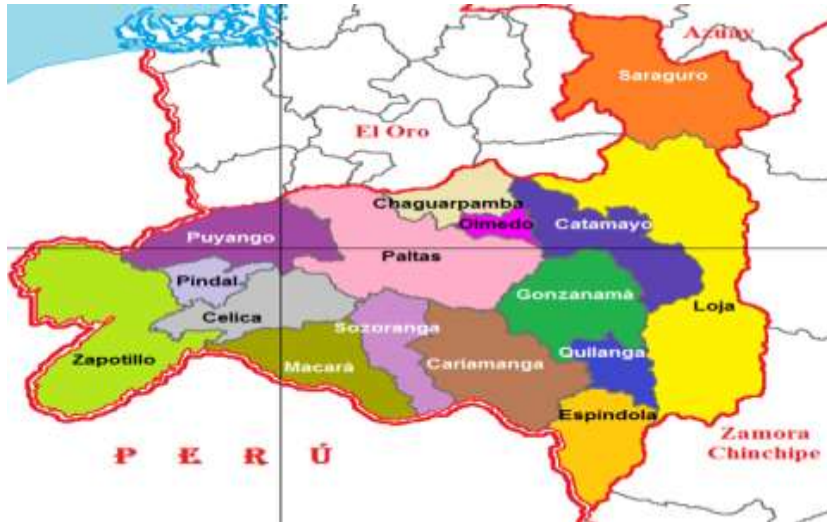 Azuay
Saraguro
El Oro
Chaguarpamba
Olmedo
Catamayo
Puyango
Paltas
Pindal
Gonzanamá
Loja
Celica
Sozoranga
Zapotillo
Macará
Cariamanga
Quilanga
Espíndola
Zamora
Chinchipe
PERÚ